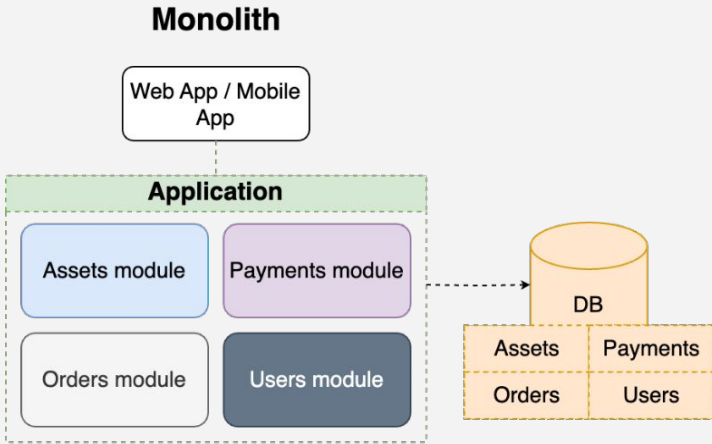 Monolith
Web App / Mobile
App
Application
Assets module
Payments module
Orders module
Users module
DB
Assets
Payments
Orders
Users